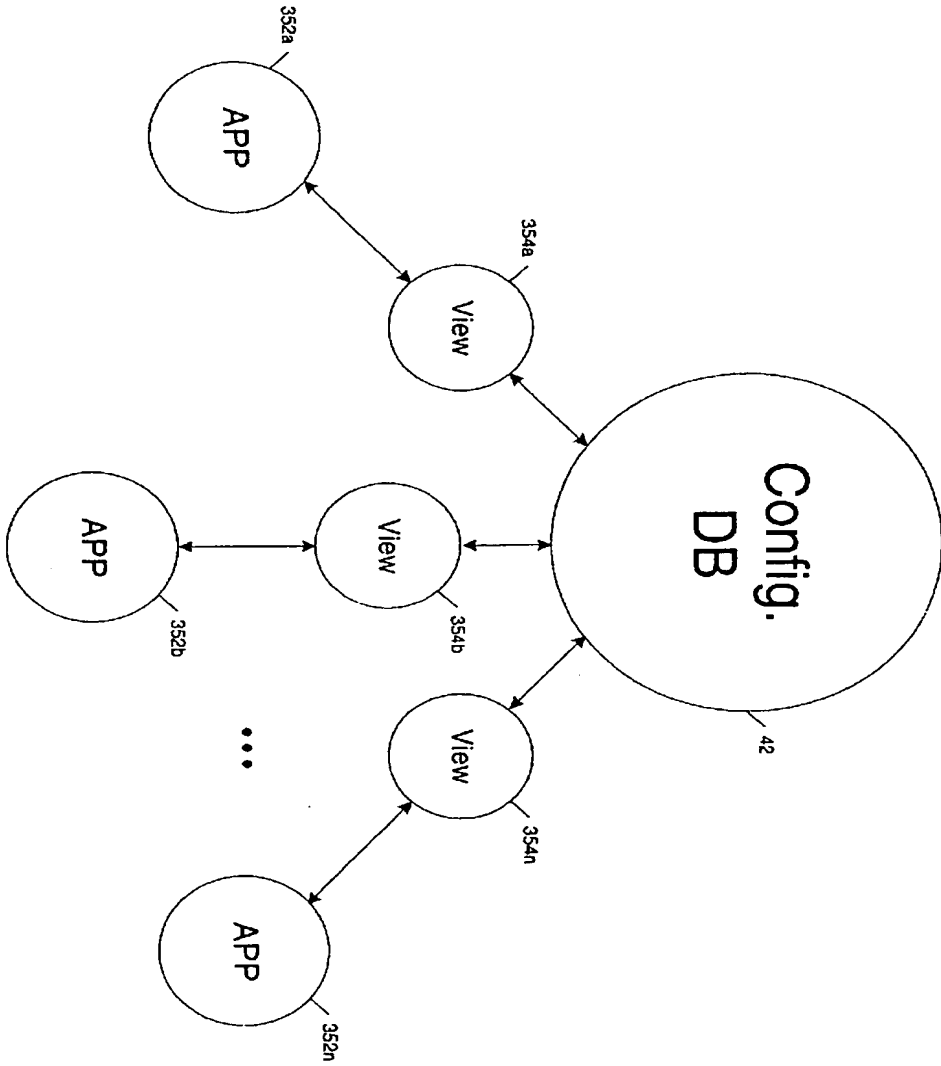 Config.
DB
42
View
354a
View
354b
View
354n
APP
352a
APP
352b
...
APP
352n